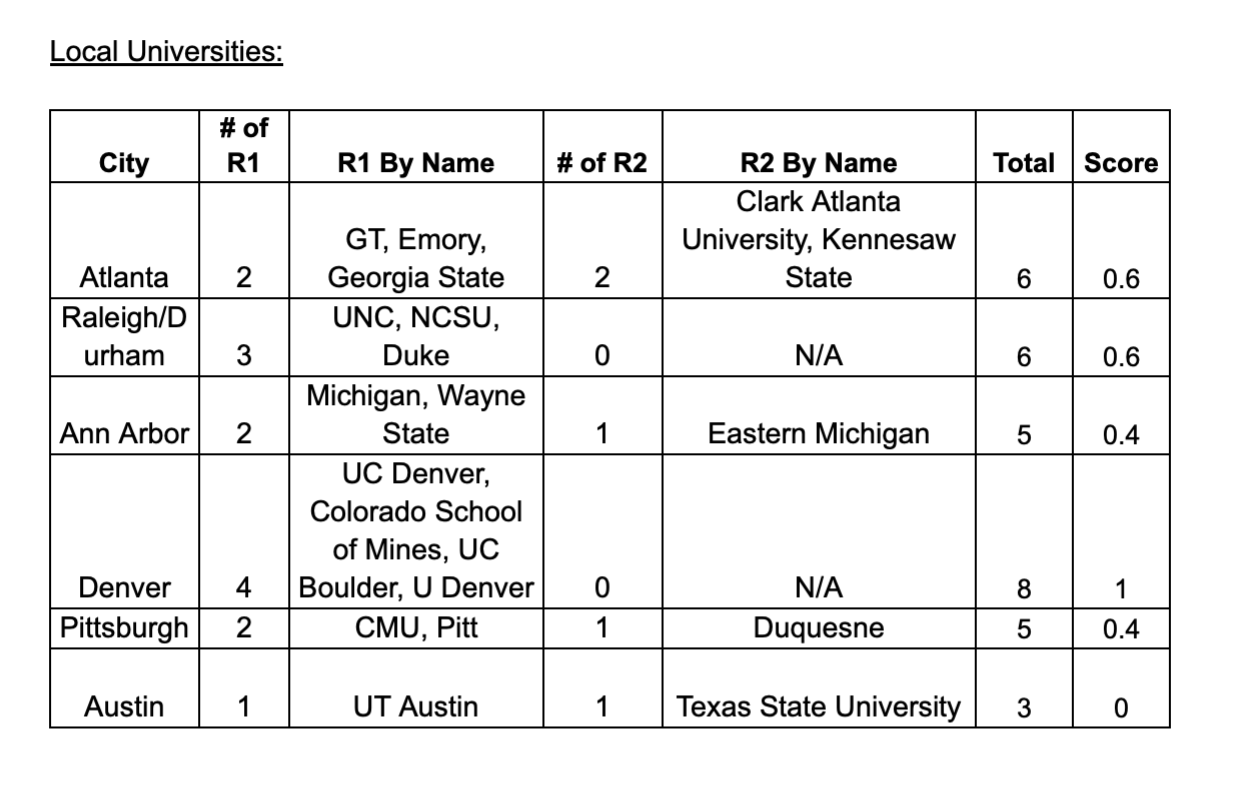 Local Universities:
# of
City R1 R1 By Name # of R2 R2 By Name Total Score
Clark Atlanta
GT, Emory, University, Kennesaw
Atlanta 2 Georgia State 2 State 6 0.6
Raleigh/D UNC, NCSU,
urham 3 Duke 0 N/A 6 0.6
Michigan, Wayne
Ann Arbor 2 State 1 Eastern Michigan 5 0.4
UC Denver,
Colorado School
of Mines, UC
Denver 4 Boulder, U Denver 0 N/A 8 1
Pittsburgh 2 CMU, Pitt 1 Duquesne 5 0.4
Austin 1 UT Austin 1 Texas State University 3 0